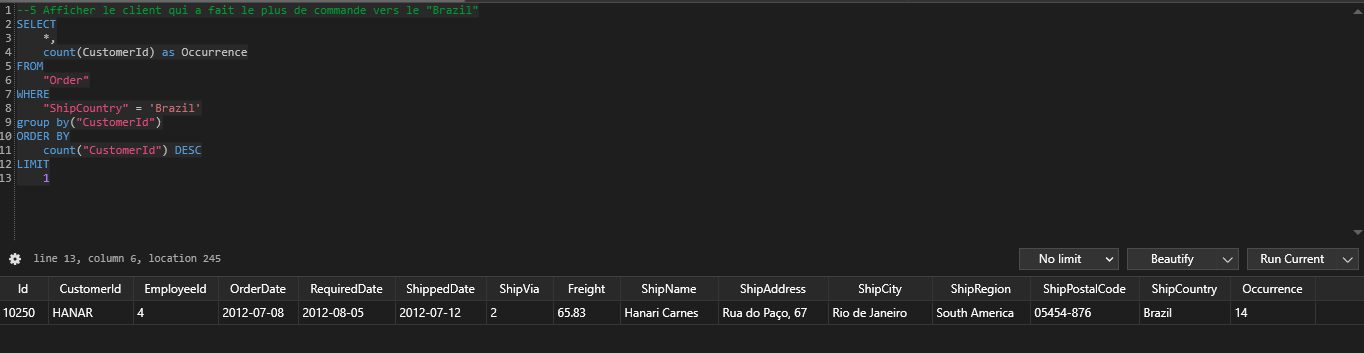 1 --5 Afficher le client qui a fait le plus de commande vers le "Brazil"
2 SELECT
3 *,
4 count(CustomerId) as Occurrence
5 FROM
6 "Order"
7 WHERE
8 "ShipCountry" = 'Brazil'
9 group by("CustomerId")
10 ORDER BY
11 count("CustomerId") DESC
12 LIMIT
13 1
line 13, column 6, location 245 No limit Beautify Run Current
Id CustomerId EmployeeId OrderDate RequiredDate ShippedDate ShipVia Freight ShipName ShipAddress ShipCity ShipRegion ShipPostalCode ShipCountry Occurrence
10250 HANAR 4 2012-07-08 2012-08-05 2012-07-12 2 65.83 Hanari Carnes Rua do Paço, 67 Rio de Janeiro South America 05454-876 Brazil 14